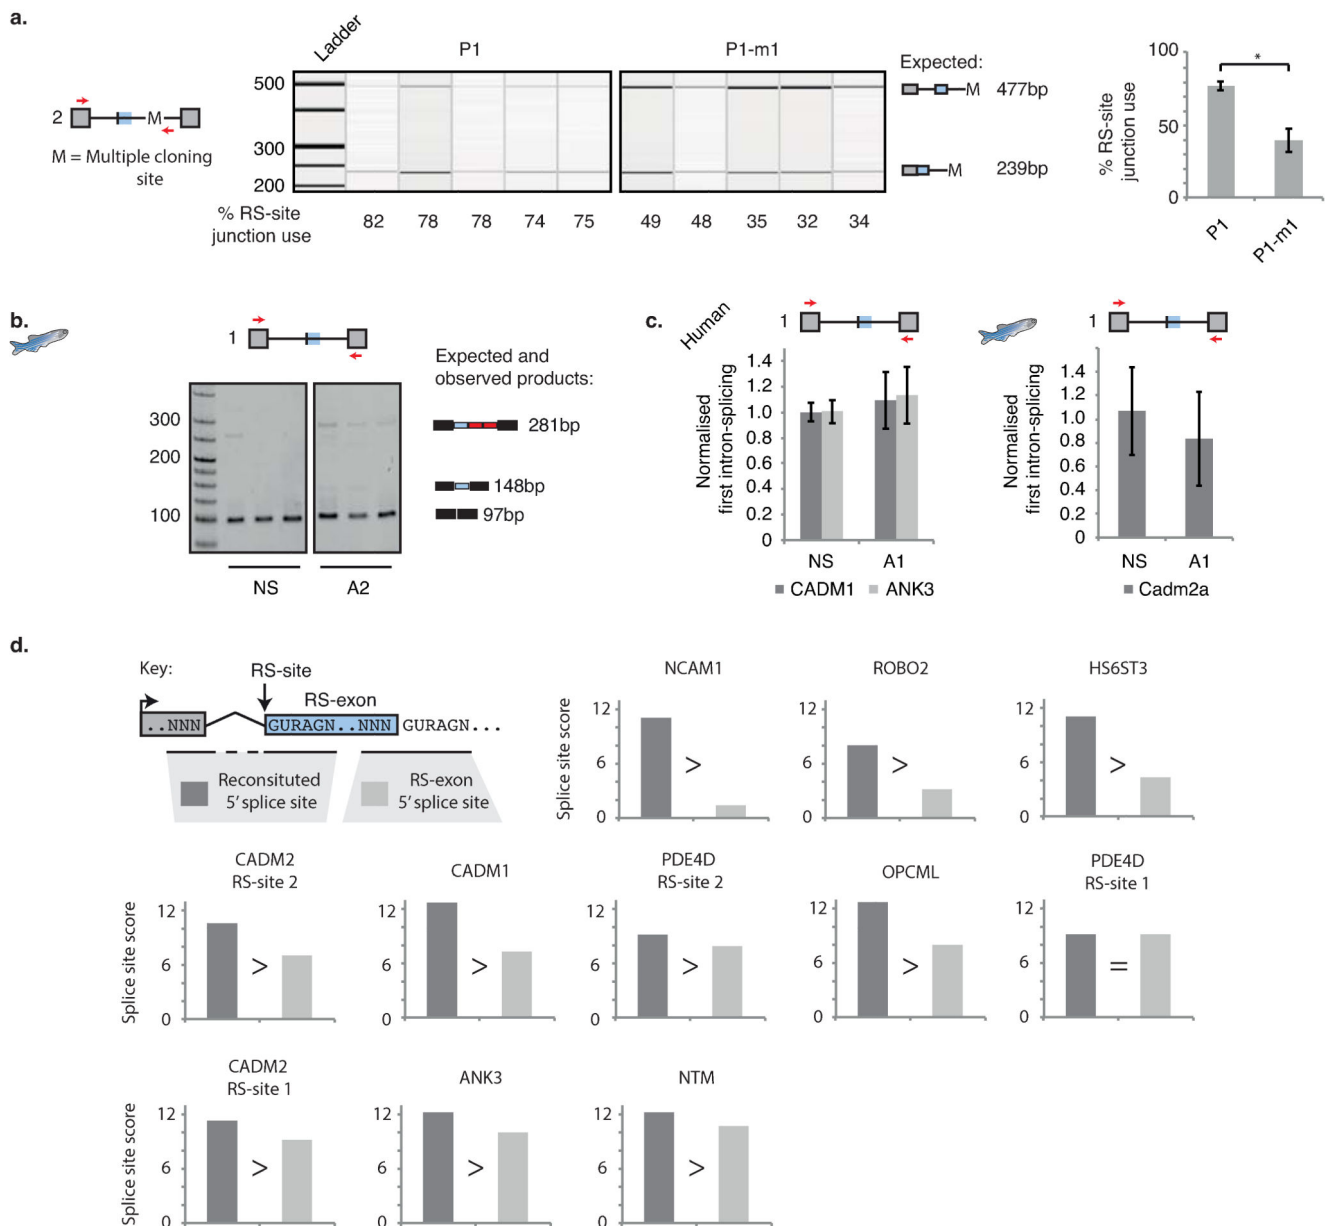 a.
Ladder
P1
P1-m1
500
300
200
2
M
M = Multiple cloning
site
Expected:
M 477bp
M 239bp
% RS-site
junction use
82 78 78 74 75 49 48 35 32 34
% RS-site
junction use
100
50
0
*
P1
P1-m1
b.
1
300
200
100
NS
A2
Expected and
observed products:
281bp
148bp
97bp
c.
Human
1
Normalised
first intron-splicing
1.4
1.2
1.0
0.8
0.6
0.4
0.2
0
NS A1
CADM1 ANK3
1
Normalised
first intron-splicing
1.4
1.2
1.0
0.8
0.6
0.4
0.2
0
NS A1
Cadm2a
d.
Key:
RS-site
RS-exon
..NNN GURAGN..NNN GURAGN...
Reconsituted
5' splice site
RS-exon
5' splice site
NCAM1
Splice site score
12
6
0
>
ROBO2
12
6
0
>
HS6ST3
12
6
0
>
CADM2
RS-site 2
Splice site score
12
6
0
>
CADM1
12
6
0
>
PDE4D
RS-site 2
12
6
0
>
OPCML
12
6
0
>
PDE4D
RS-site 1
12
6
0
=
CADM2
RS-site 1
Splice site score
12
6
0
>
ANK3
12
6
0
>
NTM
12
6
0
>